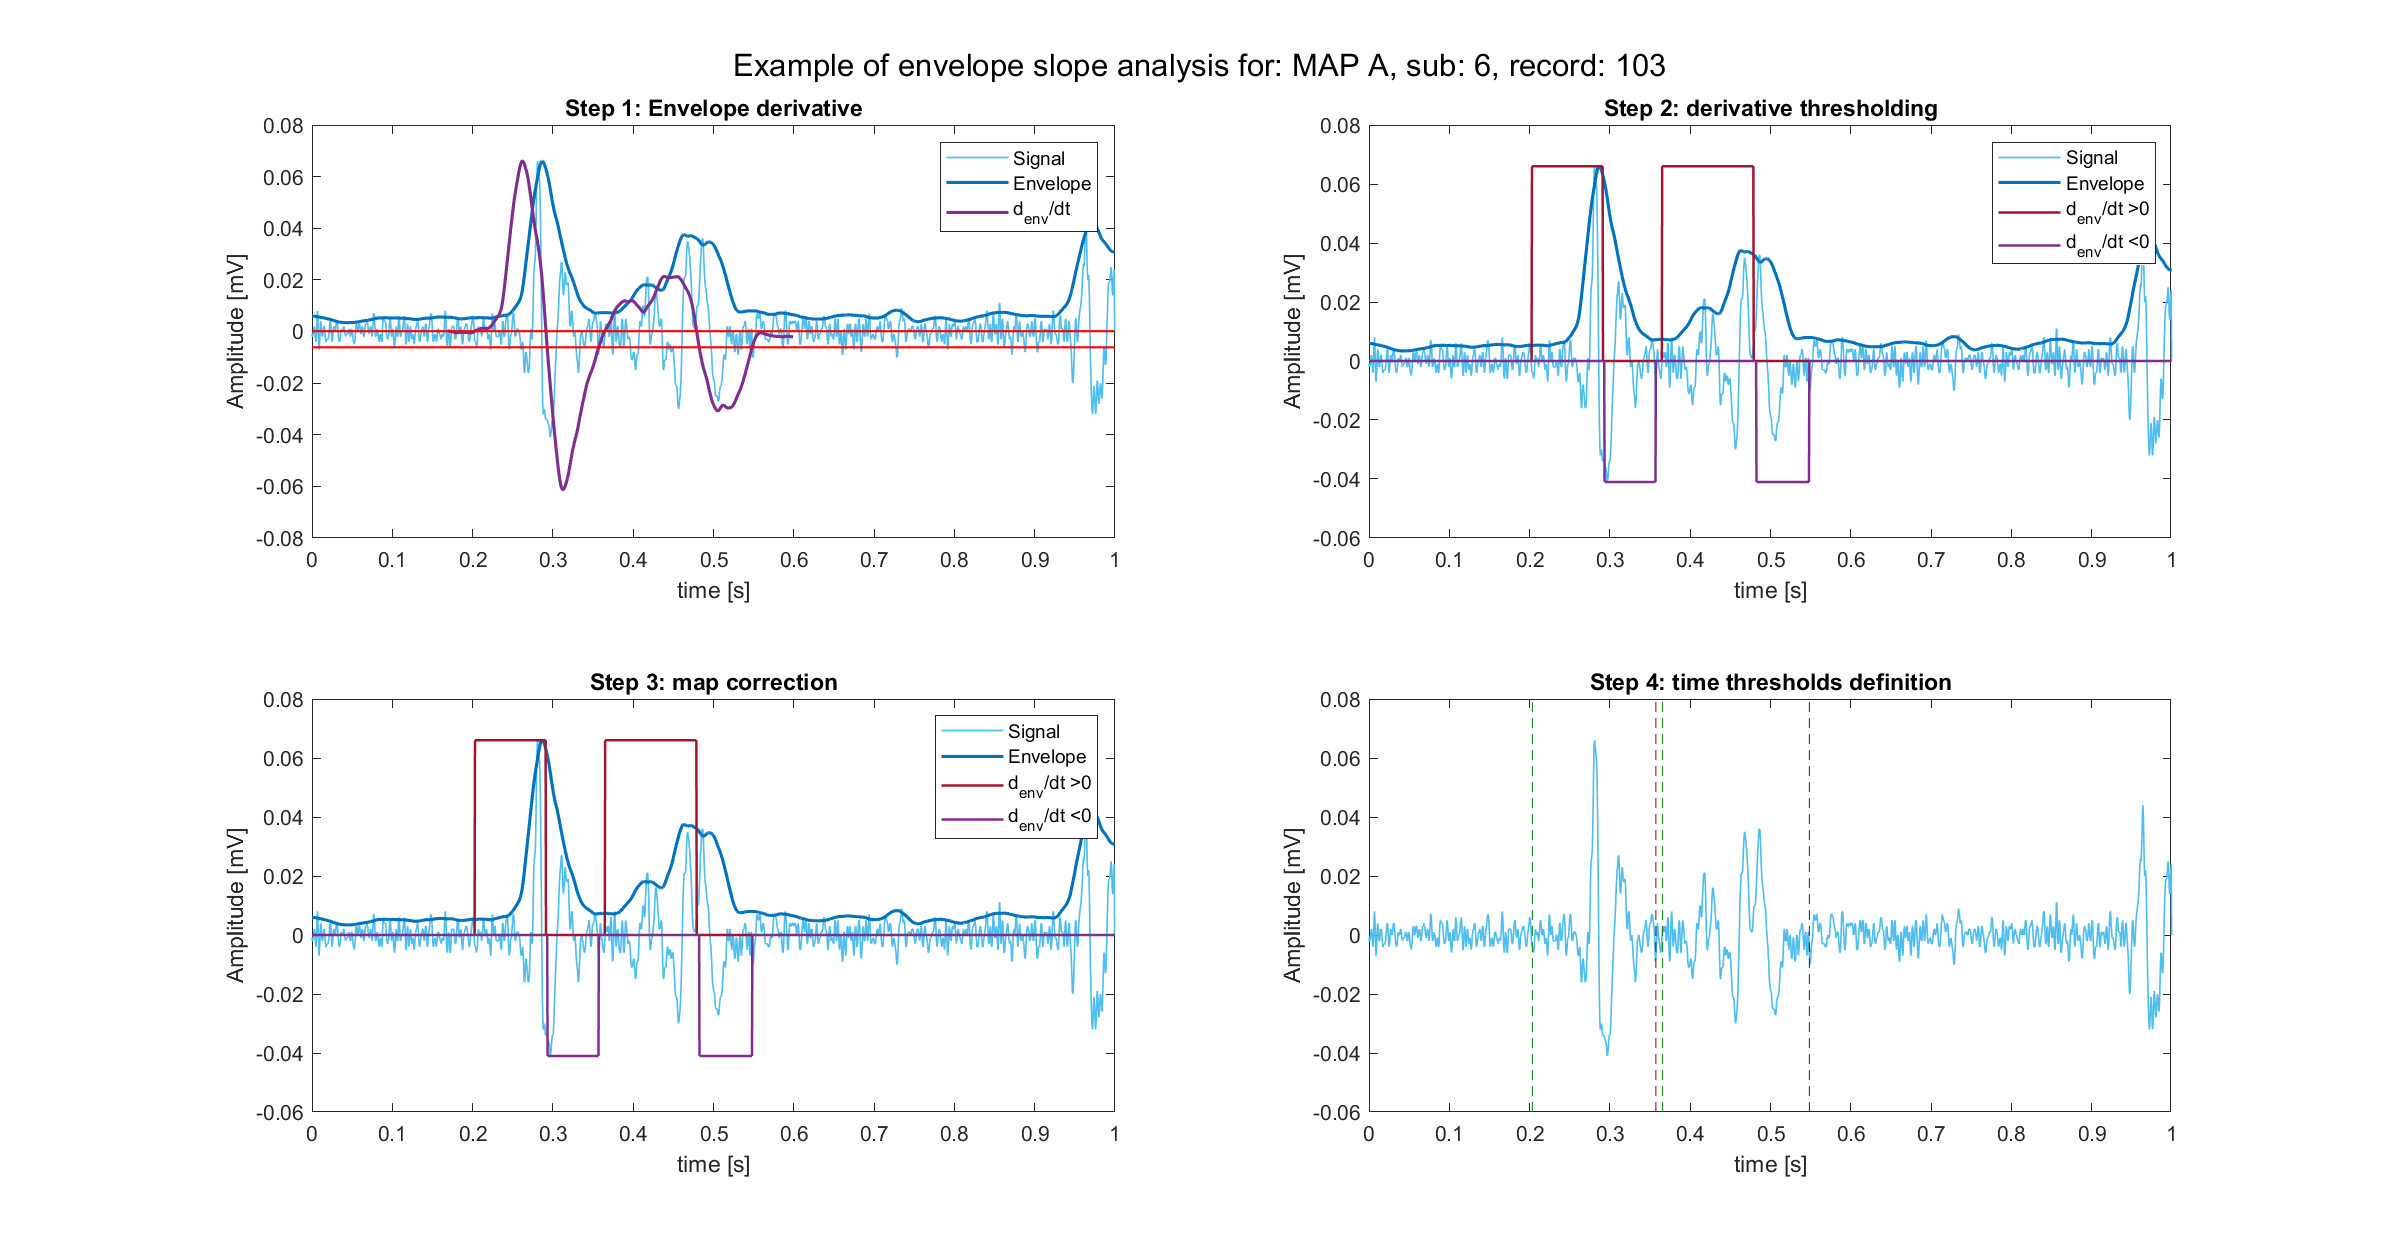 Example of envelope slope analysis for: MAP A, sub: 6, record: 103
Step 1: Envelope derivative
0.08
0.06
0.04
0.02
0
-0.02
-0.04
-0.06
-0.08
Amplitude [mV]
0 0.1 0.2 0.3 0.4 0.5 0.6 0.7 0.8 0.9 1
time [s]
Signal
Envelope
d_env/dt
Step 2: derivative thresholding
0.08
0.06
0.04
0.02
0
-0.02
-0.04
-0.06
Amplitude [mV]
0 0.1 0.2 0.3 0.4 0.5 0.6 0.7 0.8 0.9 1
time [s]
Signal
Envelope
d_env/dt >0
d_env/dt <0
Step 3: map correction
0.08
0.06
0.04
0.02
0
-0.02
-0.04
-0.06
Amplitude [mV]
0 0.1 0.2 0.3 0.4 0.5 0.6 0.7 0.8 0.9 1
time [s]
Signal
Envelope
d_env/dt >0
d_env/dt <0
Step 4: time thresholds definition
0.08
0.06
0.04
0.02
0
-0.02
-0.04
-0.06
Amplitude [mV]
0 0.1 0.2 0.3 0.4 0.5 0.6 0.7 0.8 0.9 1
time [s]